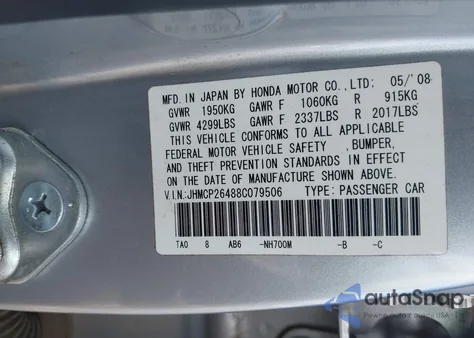 MFD.IN JAPAN BY HONDA MOTOR CO.,LTD: 05/'08
GVWR 1950KG GAWR F 1060KG R 915KG
GVWR 4299LBS GAWR F 2337LBS R 2017LBS
THIS VEHICLE CONFORMS TO ALL APPLICABLE
FEDERAL MOTOR VEHICLE SAFETY ,BUMPER,
AND THEFT PREVENTION STANDARDS IN EFFECT
ON THE DATE OF MANUFACTURE SHOWN ABOVE.
V.I.N:JHMCP26488C079506 TYPE: PASSENGER CAR
TA0 8 AB6 -NH700M -B -C
autoSnap